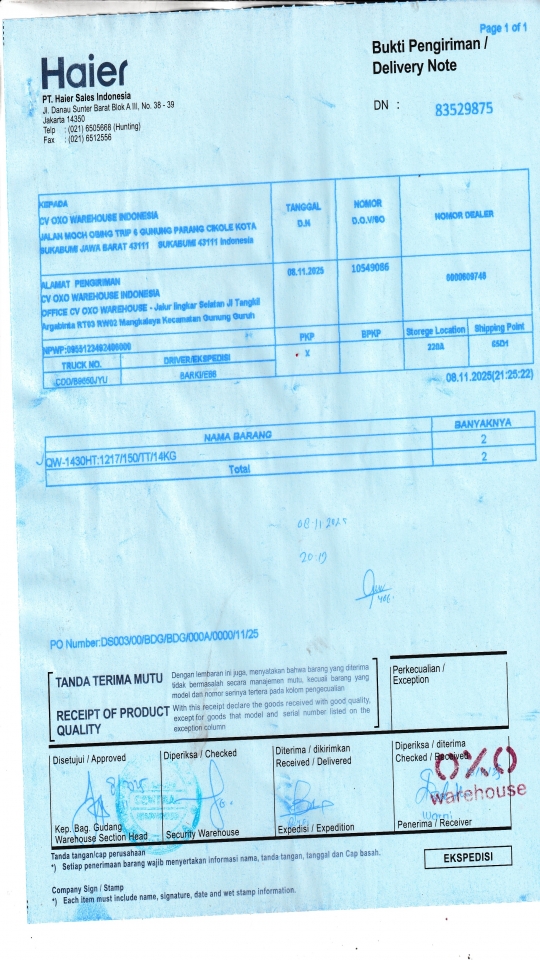 Page 1 of 1
Haier
Bukti Pengiriman /
Delivery Note
PT. Haier Sales Indonesia
Jl. Danau Sunter Barat Blok A III, No. 38 - 39
Jakarta 14350
Telp : (021) 6505668 (Hunting)
Fax : (021) 6512556
DN : 83529875
KEPADA
CV OXO WAREHOUSE INDONESIA
JALAN MOCH OBING TRIP 6 GUNUNG PARANG CIKOLE KOTA
SUKABUMI JAWA BARAT 43111 SUKABUMI 43111 Indonesia
TANGGAL
D.N
NOMOR
D.O.V/SO
NOMOR DEALER
ALAMAT PENGIRIMAN
CV OXO WAREHOUSE INDONESIA
OFFICE CV OXO WAREHOUSE - Jalur lingkar Selatan Jl Tangkil
Argabinta RT03 RW02 Mangkalaya Kecamatan Gunung Guruh
08.11.2025
10549086
0000609746
NPWP:
PKP
BPKP
Storege Location
Shipping Point
TRUCK NO.
DRIVER/EKSPEDISI
X
220A
65D1
BARKI/E66
08.11.2025(21:25:22)
NAMA BARANG
BANYAKNYA
QW-1430HT:1217/150/TT/14KG
2
Total
2
08.11 2025
PO Number:DS003/00/BDG/BDG/000A/0000/11/25
TANDA TERIMA MUTU
Dengan lembaran ini juga, menyatakan bahwa barang yang diterima
tidak bermasalah secara manajemen mutu, kecuali barang yang
model dan nomor serinya tertera pada kolom pengecualian
RECEIPT OF PRODUCT
QUALITY
With this receipt declare the goods received with good quality,
except for goods that model and serial number listed on the
exception column
Perkecualian /
Exception
Disetujui / Approved
Diperiksa / Checked
Diterima / dikirimkan
Received / Delivered
Diperiksa / diterima
Checked / Received
OXO
warehouse
Kep. Bag. Gudang
Warehouse Section Head
Security Warehouse
Expedisi / Expedition
Penerima / Receiver
Tanda tangan/cap perusahaan
*) Setiap penerimaan barang wajib menyertakan informasi nama, tanda tangan, tanggal dan Cap basah.
EKSPEDISI
Company Sign / Stamp
*) Each item must include name, signature, date and wet stamp information.